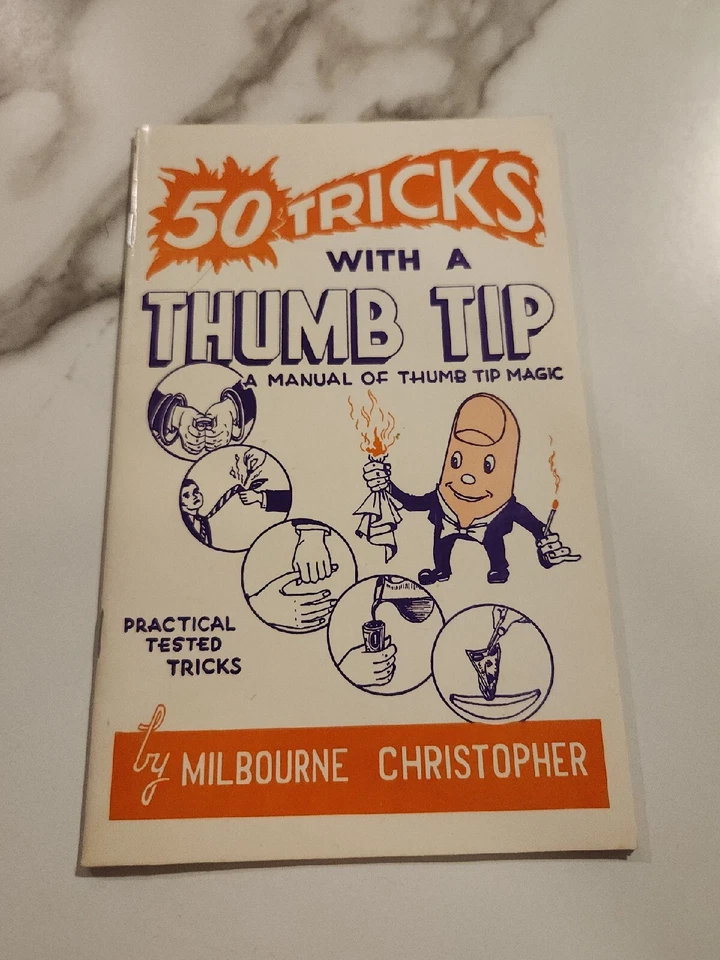 50 TRICKS
WITH A
THUMB TIP
A MANUAL OF THUMB TIP MAGIC
PRACTICAL
TESTED
TRICKS
by MILBOURNE CHRISTOPHER